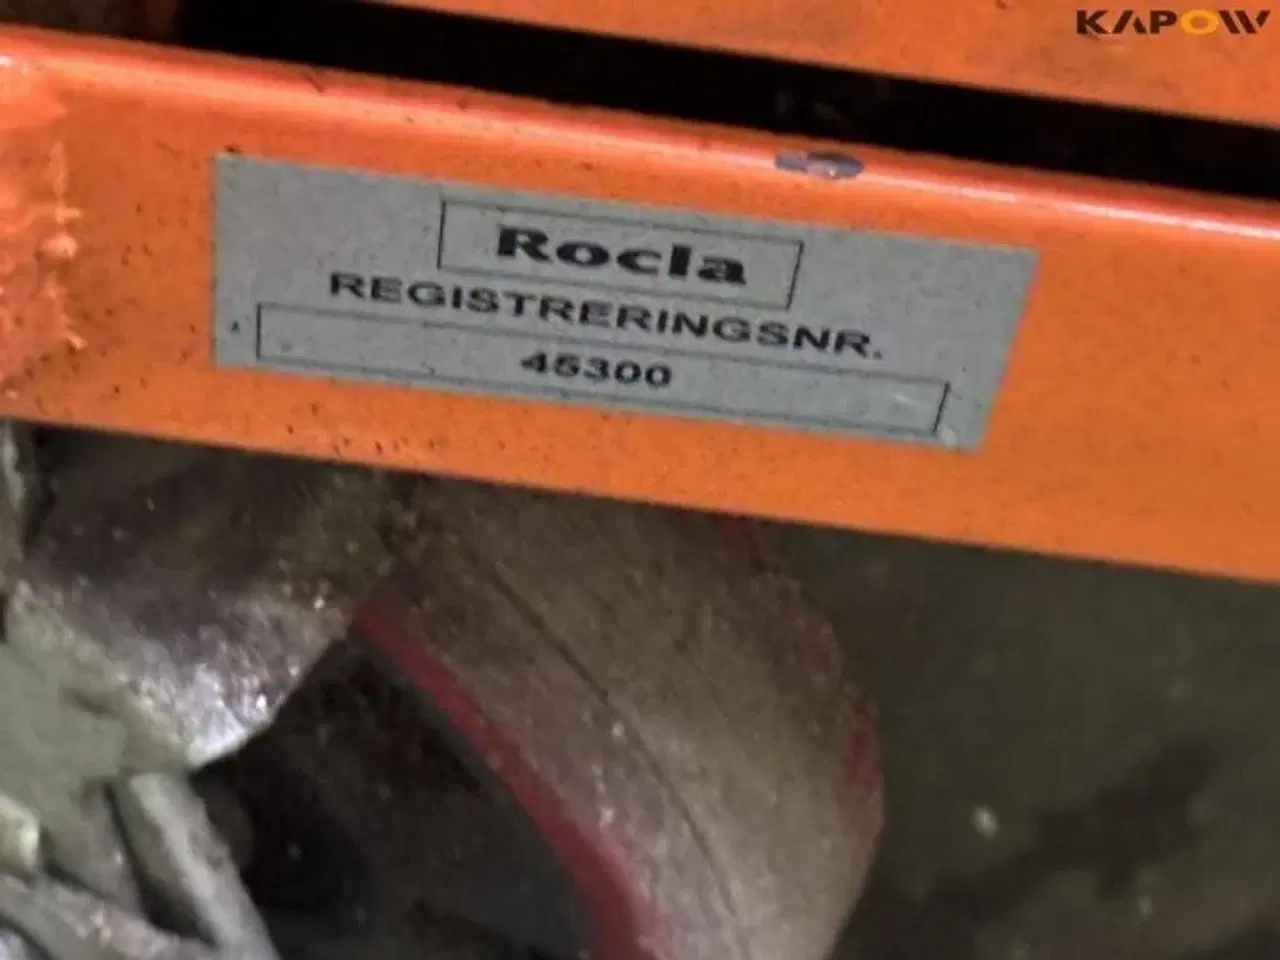 KAPOW
Rocla
REGISTRERINGSNR.
45300